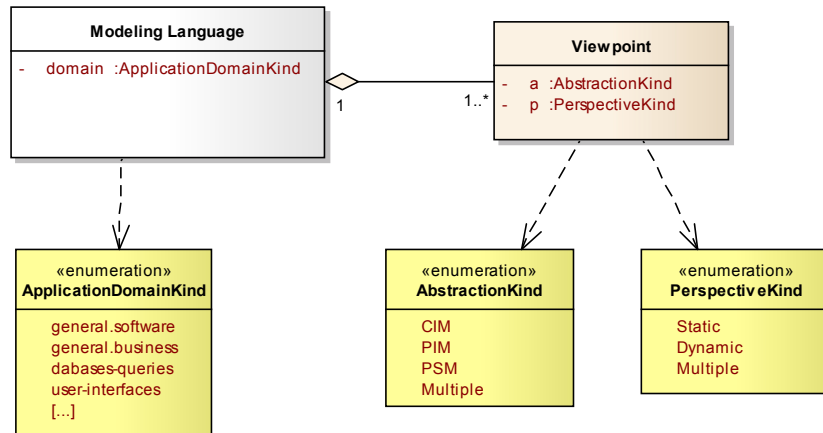 Modeling Language
- domain :ApplicationDomainKind
1
1..*
Viewpoint
- a :AbstractionKind
- p :PerspectiveKind
«enumeration»
ApplicationDomainKind
general.software
general.business
dabases-queries
user-interfaces
[...]
«enumeration»
AbstractionKind
CIM
PIM
PSM
Multiple
«enumeration»
PerspectiveKind
Static
Dynamic
Multiple